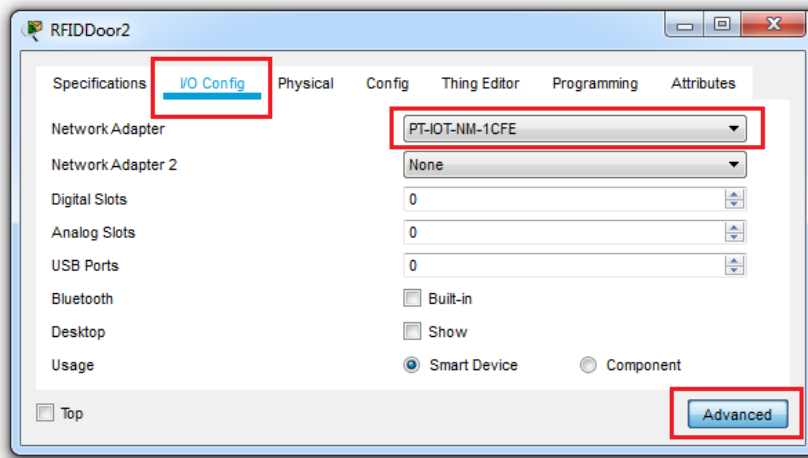 RFIDDoor2
Specifications I/O Config Physical Config Thing Editor Programming Attributes
Network Adapter PT-IOT-NM-1CFE
Network Adapter 2 None
Digital Slots 0
Analog Slots 0
USB Ports 0
Bluetooth Built-in
Desktop Show
Usage Smart Device Component
Top Advanced